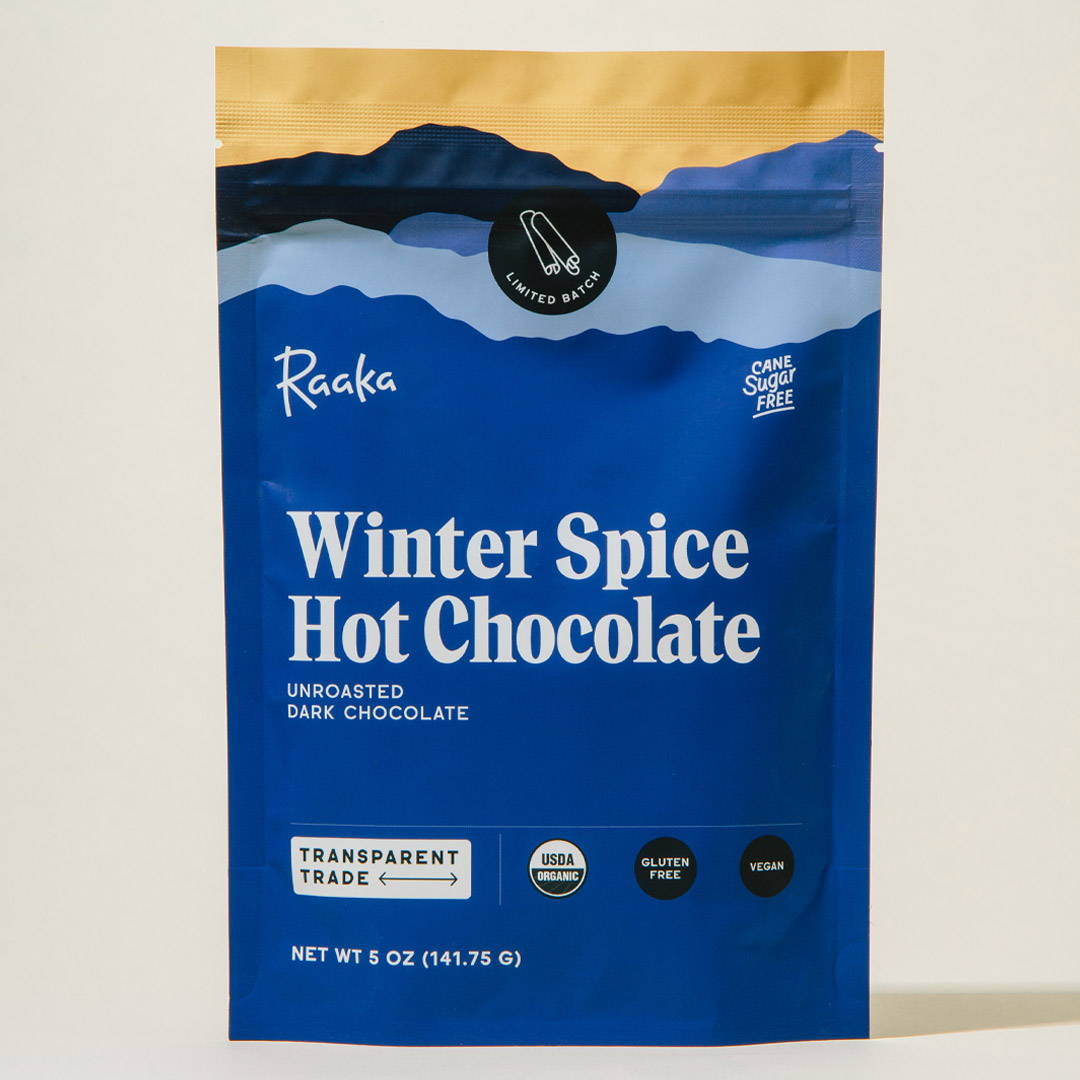 LIMITED BATCH
Raaka
CANE
Sugar
FREE
Winter Spice
Hot Chocolate
UNROASTED
DARK CHOCOLATE
TRANSPARENT
TRADE
USDA
ORGANIC
GLUTEN
FREE
VEGAN
NET WT 5 OZ (141.75 G)